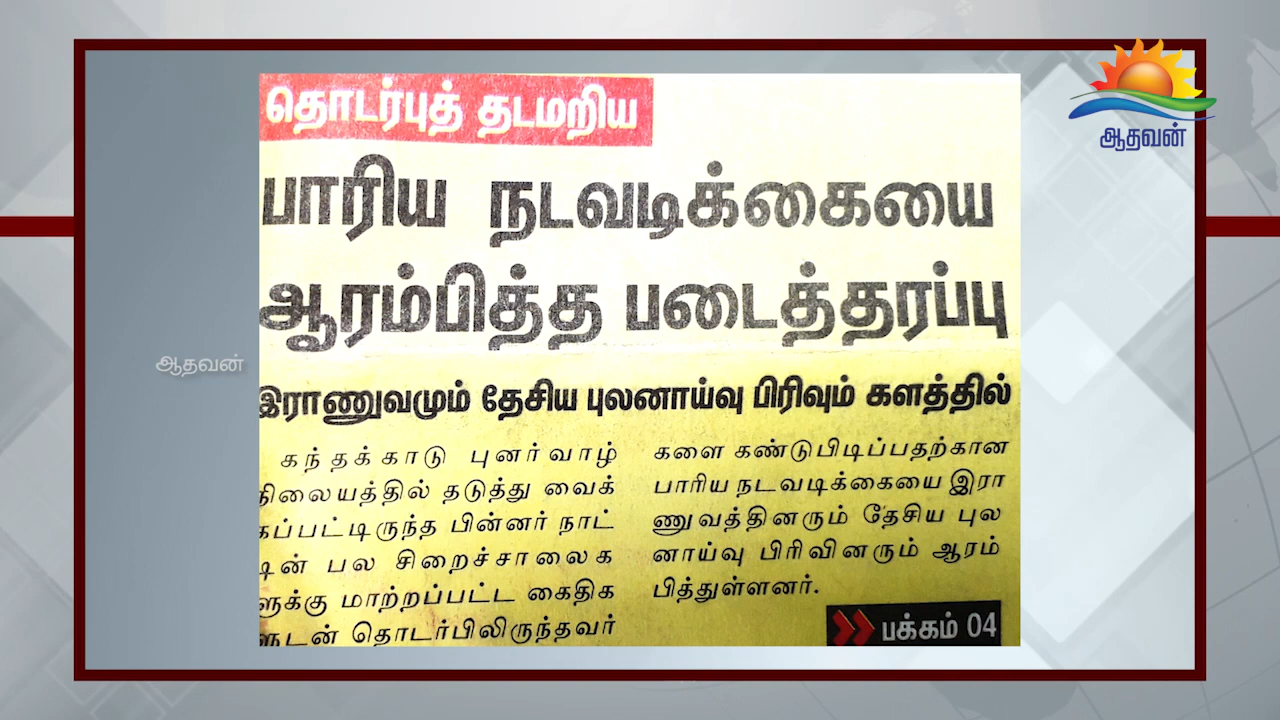 ஆதவன்
தொடர்புத் தடமறிய
பாரிய நடவடிக்கையை
ஆரம்பித்த படைத்தரப்பு
ஆதவன்
இராணுவமும் தேசிய புலனாய்வு பிரிவும் களத்தில்
கந்தக்காடு புனர்வாழ்
நிலையத்தில் தடுத்து வைக்
கப்பட்டிருந்த பின்னர் நாட்
டின் பல சிறைச்சாலைக
ளுக்கு மாற்றப்பட்ட கைதிக
ளுடன் தொடர்பிலிருந்தவர்
களை கண்டுபிடிப்பதற்கான
பாரிய நடவடிக்கையை இரா
ணுவத்தினரும் தேசிய புல
னாய்வு பிரிவினரும் ஆரம்
பித்துள்ளனர்.
பக்கம் 04